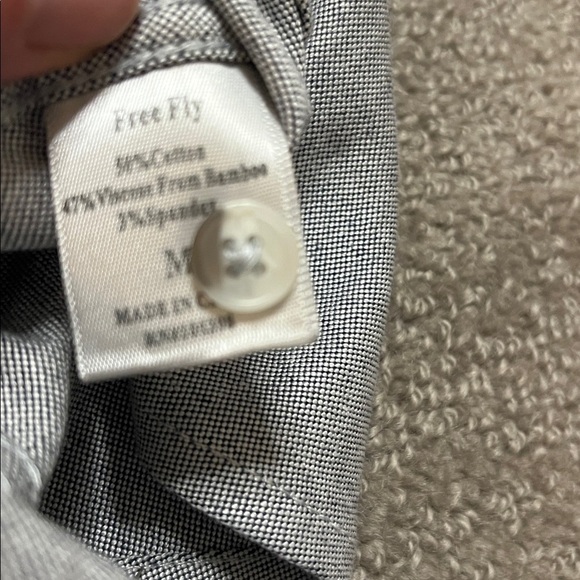 Free Fly
50%Cotton
47%Viscose From Bamboo
3%Spandex
M
MADE IN C